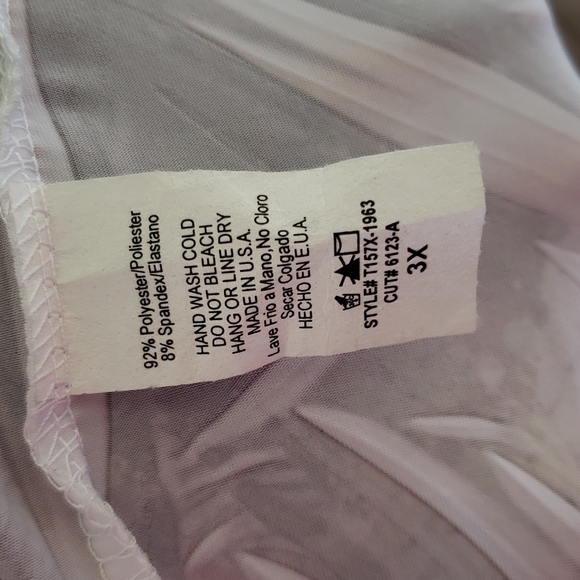 92% Polyester/Poliester
8% Spandex/Elastano
HAND WASH COLD
DO NOT BLEACH
HANG OR LINE DRY
MADE IN U.S.A.
Lave Frio a Mano,No Cloro
Secar Colgado
HECHO EN E.U.A.
STYLE# T157X-1963
CUT# 6123-A
3X